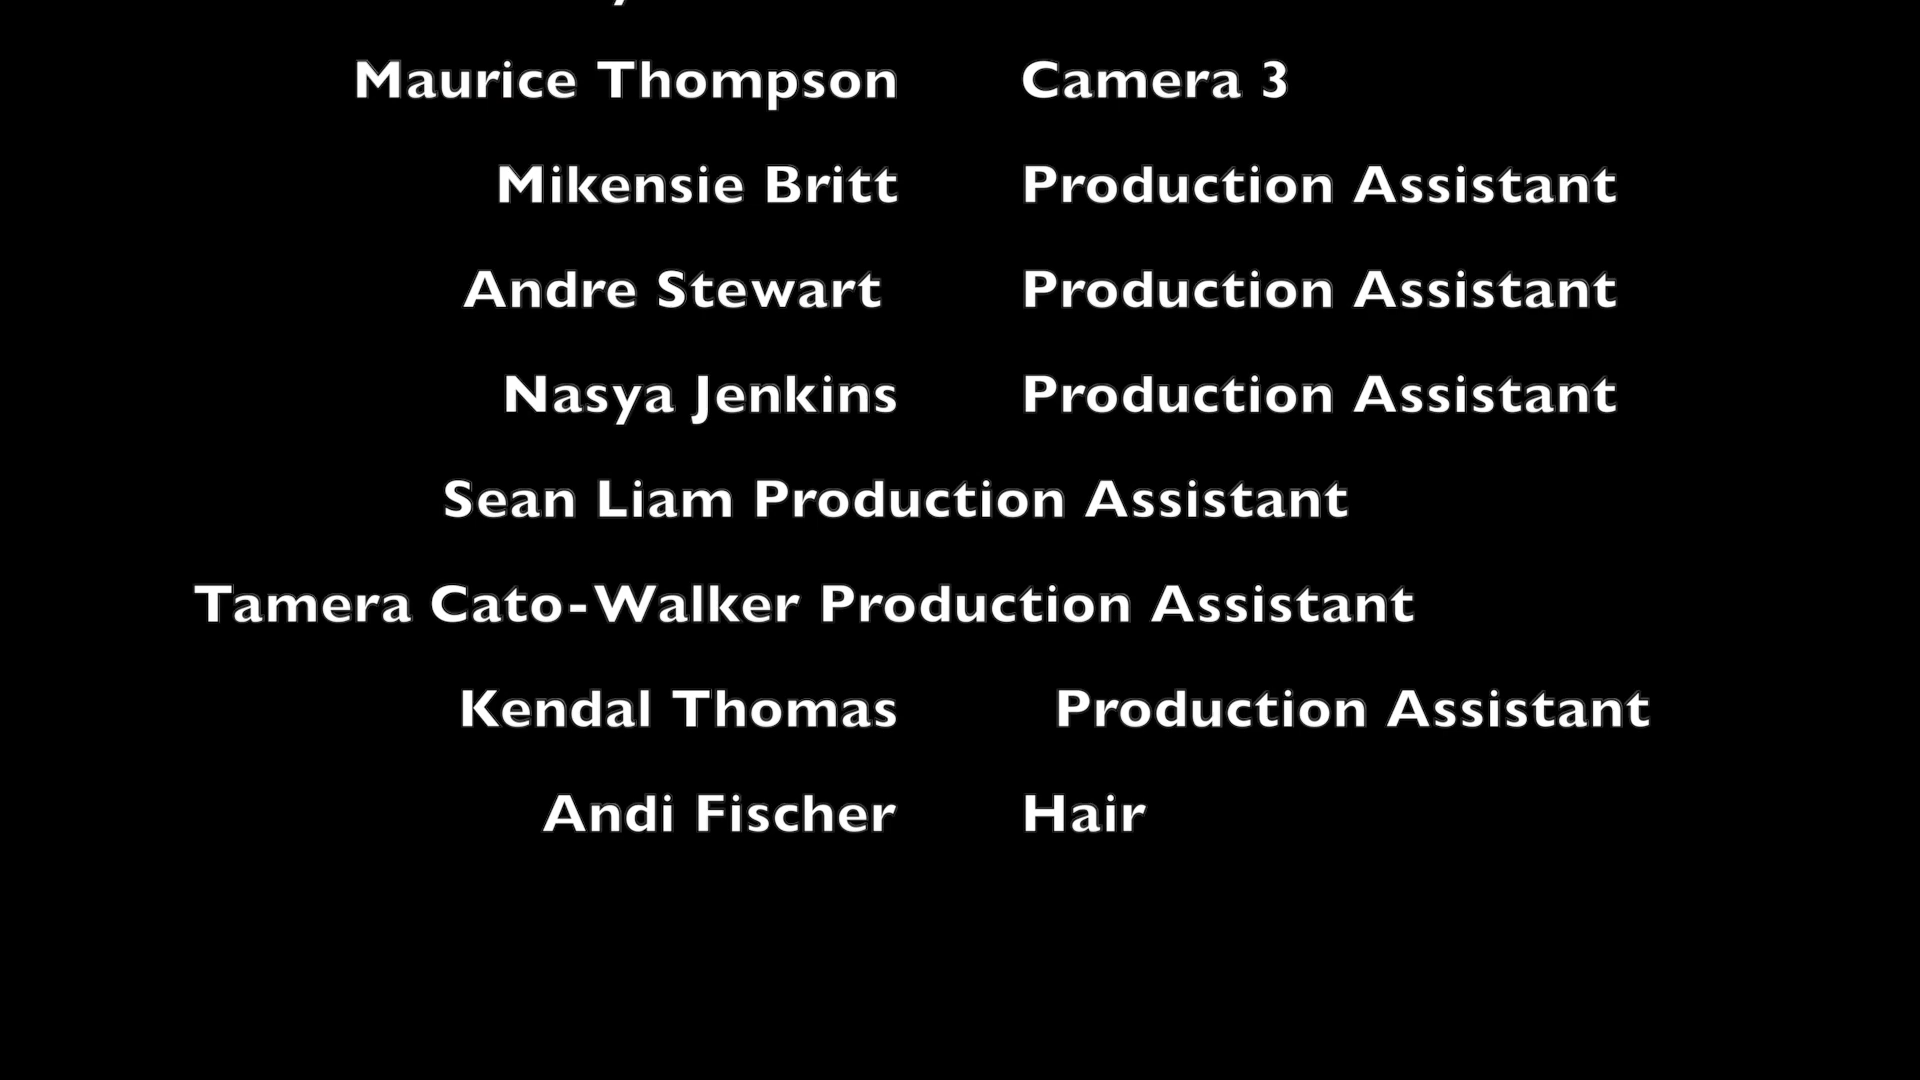 Maurice Thompson Camera 3
Mikensie Britt Production Assistant
Andre Stewart Production Assistant
Nasya Jenkins Production Assistant
Sean Liam Production Assistant
Tamera Cato-Walker Production Assistant
Kendal Thomas Production Assistant
Andi Fischer Hair